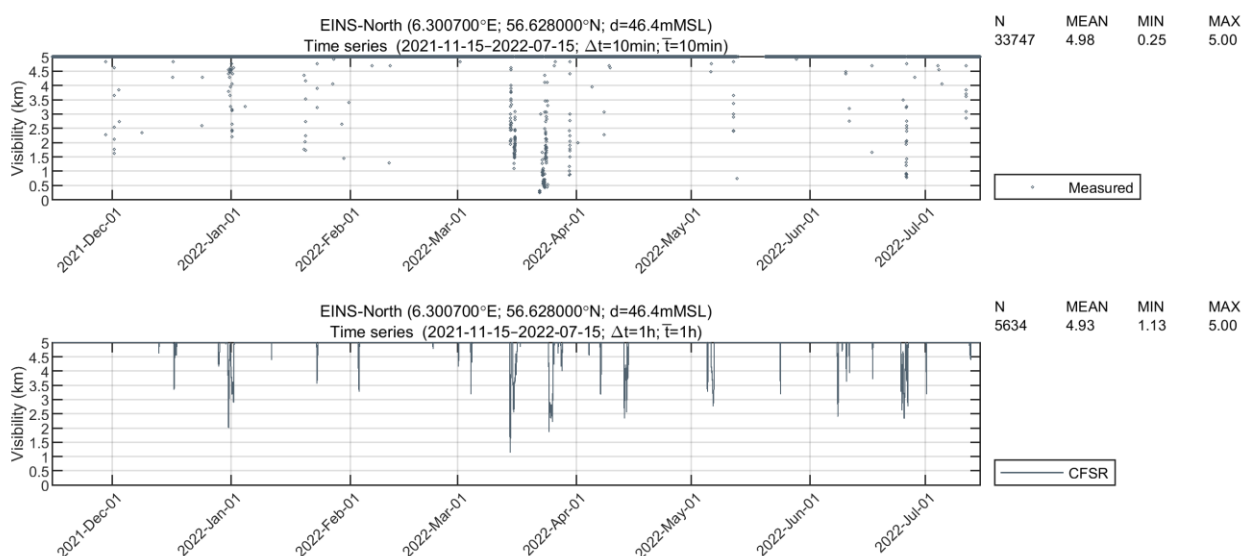 EINS-North (6.300700°E; 56.628000°N; d=46.4mMSL)
Time series (2021-11-15–2022-07-15; Δt=10min; t̅=10min)
N MEAN MIN MAX
33747 4.98 0.25 5.00
Visibility (km)
5
4.5
4
3.5
3
2.5
2
1.5
1
0.5
0
2021-Dec-01
2022-Jan-01
2022-Feb-01
2022-Mar-01
2022-Apr-01
2022-May-01
2022-Jun-01
2022-Jul-01
Measured
EINS-North (6.300700°E; 56.628000°N; d=46.4mMSL)
Time series (2021-11-15–2022-07-15; Δt=1h; t̅=1h)
N MEAN MIN MAX
5634 4.93 1.13 5.00
Visibility (km)
5
4.5
4
3.5
3
2.5
2
1.5
1
0.5
0
2021-Dec-01
2022-Jan-01
2022-Feb-01
2022-Mar-01
2022-Apr-01
2022-May-01
2022-Jun-01
2022-Jul-01
CFSR